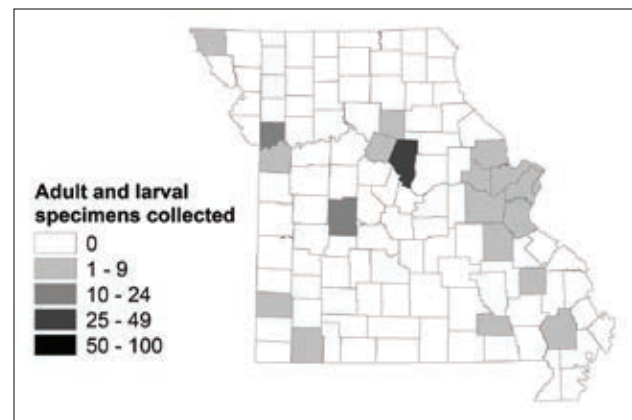 Adult and larval
specimens collected
0
1 - 9
10 - 24
25 - 49
50 - 100